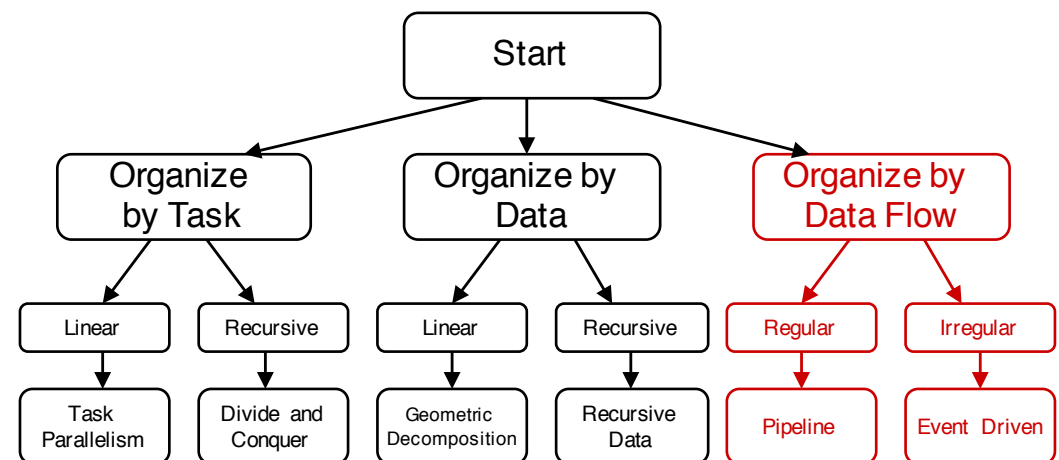 Start
Organize
by Task
Organize by
Data
Organize by
Data Flow
Linear
Recursive
Linear
Recursive
Regular
Irregular
Task
Parallelism
Divide and
Conquer
Geometric
Decomposition
Recursive
Data
Pipeline
Event Driven